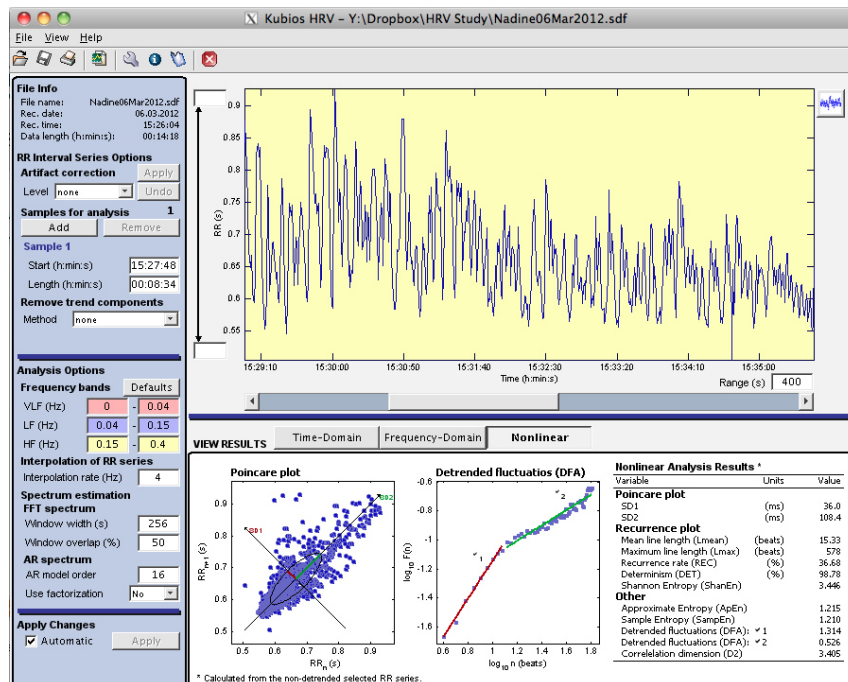 Kubios HRV - Y:\Dropbox\HRV Study\Nadine06Mar2012.sdf
File View Help
File Info
File name: Nadine06Mar2012.sdf
Rec. date: 06.03.2012
Rec. time: 15:26:04
Data length (h:min:s): 00:14:18
RR Interval Series Options
Artifact correction Apply
Level none Undo
Samples for analysis 1
Add Remove
Sample 1
Start (h:min:s) 15:27:48
Length (h:min:s) 00:08:34
Remove trend components
Method none
Analysis Options
Frequency bands Defaults
VLF (Hz) 0 - 0.04
LF (Hz) 0.04 - 0.15
HF (Hz) 0.15 - 0.4
Interpolation of RR series
Interpolation rate (Hz) 4
Spectrum estimation
FFT spectrum
Window width (s) 256
Window overlap (%) 50
AR spectrum
AR model order 16
Use factorization No
Apply Changes
Automatic Apply
RR (s)
0.9
0.85
0.8
0.75
0.7
0.65
0.6
0.55
15:29:10 15:30:00 15:30:50 15:31:40 15:32:30 15:33:20 15:34:10 15:35:00
Time (h:min:s)
Range (s) 400
VIEW RESULTS Time-Domain Frequency-Domain Nonlinear
Poincare plot
SD1 SD2
RRn+1 (s)
0.9
0.8
0.7
0.6
0.5
0.5 0.6 0.7 0.8 0.9
RRn (s)
* Calculated from the non-detrended selected RR series.
Detrended fluctuatios (DFA)
log10 F(n)
-0.6
-0.8
-1
-1.2
-1.4
-1.6
1
2
0.6 0.8 1 1.2 1.4 1.6 1.8
log10 n (beats)
Nonlinear Analysis Results *
Variable Units Value
Poincare plot
SD1 (ms) 36.0
SD2 (ms) 108.4
Recurrence plot
Mean line length (Lmean) (beats) 15.33
Maximum line length (Lmax) (beats) 578
Recurrence rate (REC) (%) 36.68
Determinism (DET) (%) 98.78
Shannon Entropy (ShanEn) 3.446
Other
Approximate Entropy (ApEn) 1.215
Sample Entropy (SampEn) 1.210
Detrended fluctuations (DFA): 1 1.314
Detrended fluctuations (DFA): 2 0.526
Correlelation dimension (D2) 3.405